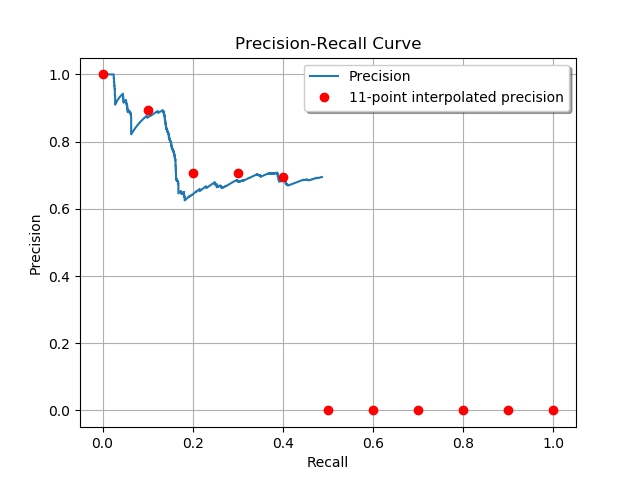 Precision-Recall Curve
Precision
11-point interpolated precision
1.0
0.8
0.6
0.4
0.2
0.0
Precision
0.0 0.2 0.4 0.6 0.8 1.0
Recall